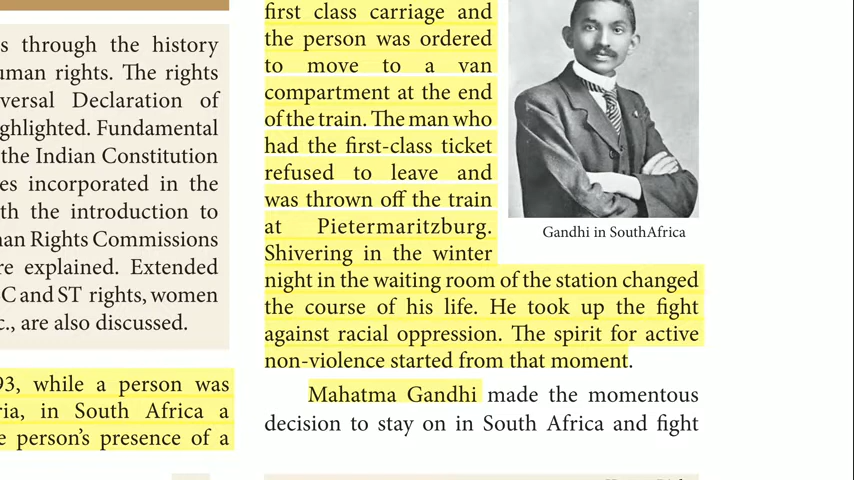 s through the history
uman rights. The rights
versal Declaration of
ghlighted. Fundamental
the Indian Constitution
es incorporated in the
th the introduction to
an Rights Commissions
re explained. Extended
C and ST rights, women
c., are also discussed.
93, while a person was
ria, in South Africa a
e person's presence of a
first class carriage and
the person was ordered
to move to a van
compartment at the end
of the train. The man who
had the first-class ticket
refused to leave and
was thrown off the train
at Pietermaritzburg.
Shivering in the winter
night in the waiting room of the station changed
the course of his life. He took up the fight
against racial oppression. The spirit for active
non-violence started from that moment.
Mahatma Gandhi made the momentous
decision to stay on in South Africa and fight
Gandhi in SouthAfrica